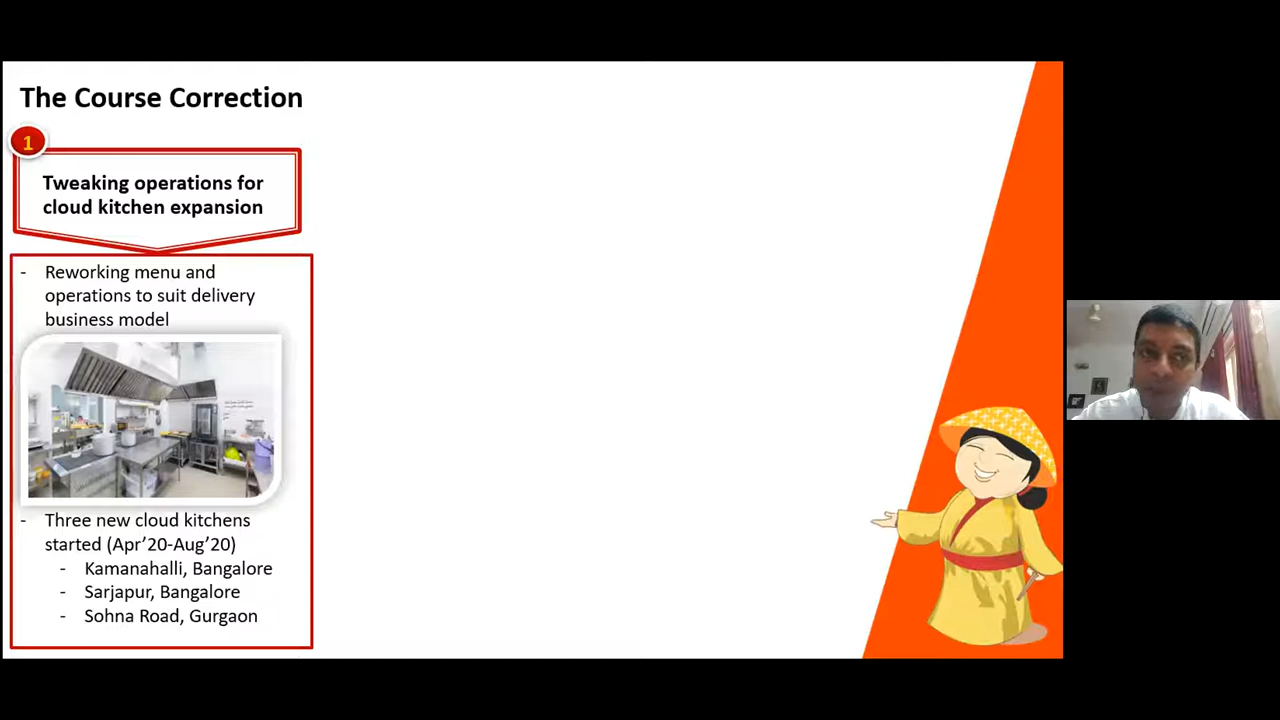 The Course Correction
1
Tweaking operations for
cloud kitchen expansion
- Reworking menu and
operations to suit delivery
business model
- Three new cloud kitchens
started (Apr’20-Aug’20)
- Kamanahalli, Bangalore
- Sarjapur, Bangalore
- Sohna Road, Gurgaon